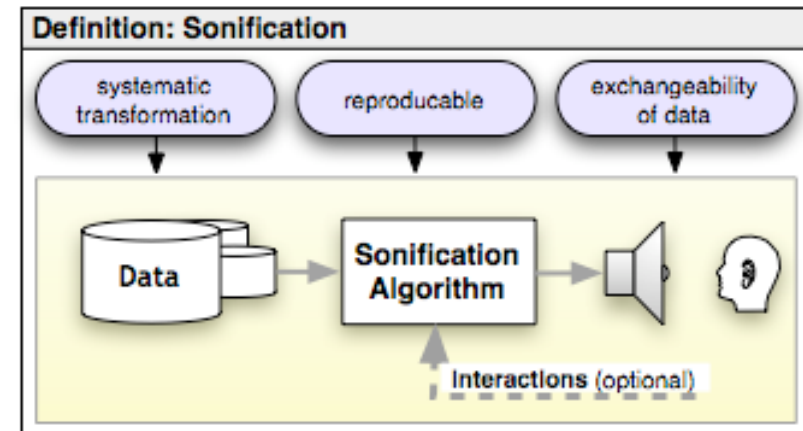 Definition: Sonification
systematic
transformation
reproducable
exchangeability
of data
Data
Sonification
Algorithm
Interactions (optional)